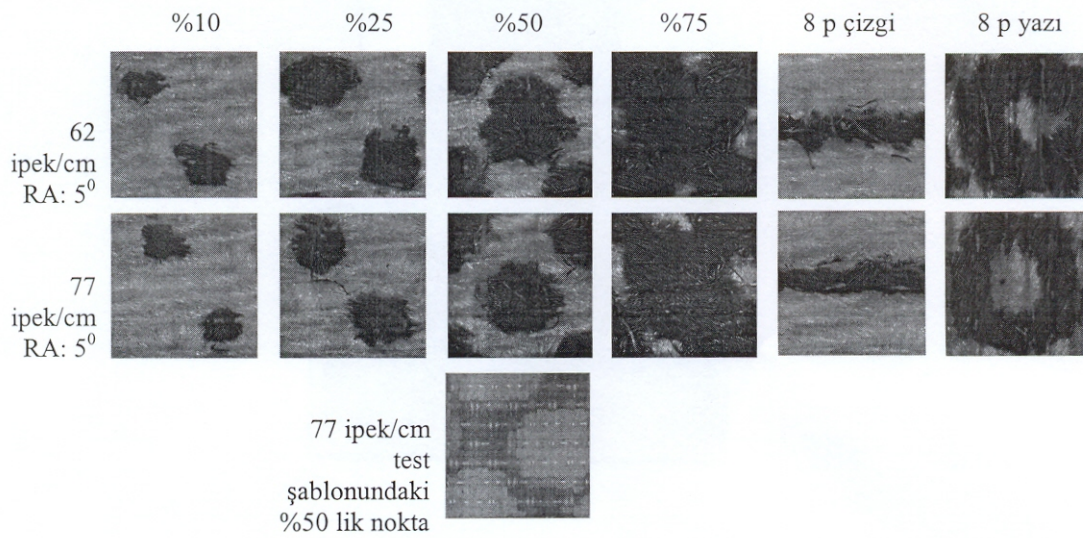 %10 %25 %50 %75 8 p çizgi 8 p yazı
62
ipek/cm
RA: 5⁰
77
ipek/cm
RA: 5⁰
77 ipek/cm
test
şablonundaki
%50 lik nokta